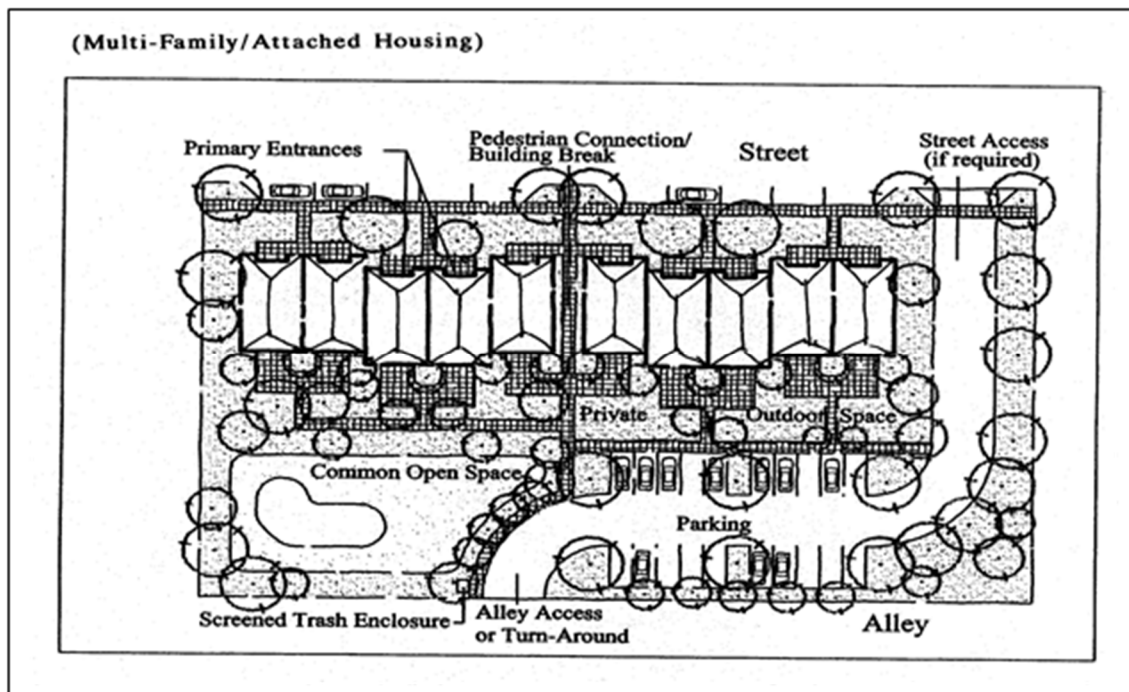 (Multi-Family/Attached Housing)
Primary Entrances
Pedestrian Connection/
Building Break
Street
Street Access
(if required)
Private
Outdoor Space
Common Open Space
Parking
Screened Trash Enclosure
Alley Access
or Turn-Around
Alley